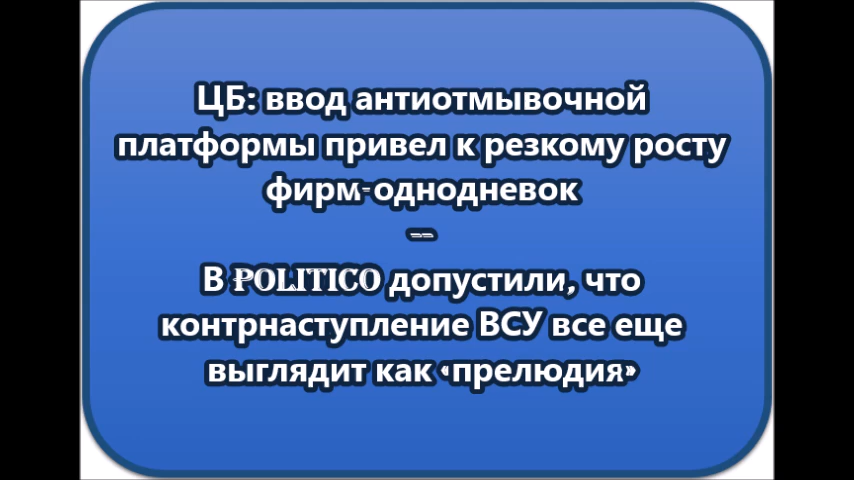 ЦБ: ввод антиотмывочной
платформы привел к резкому росту
фирм-однодневок
--
В POLITICO допустили, что
контрнаступление ВСУ все еще
выглядит как «прелюдия»